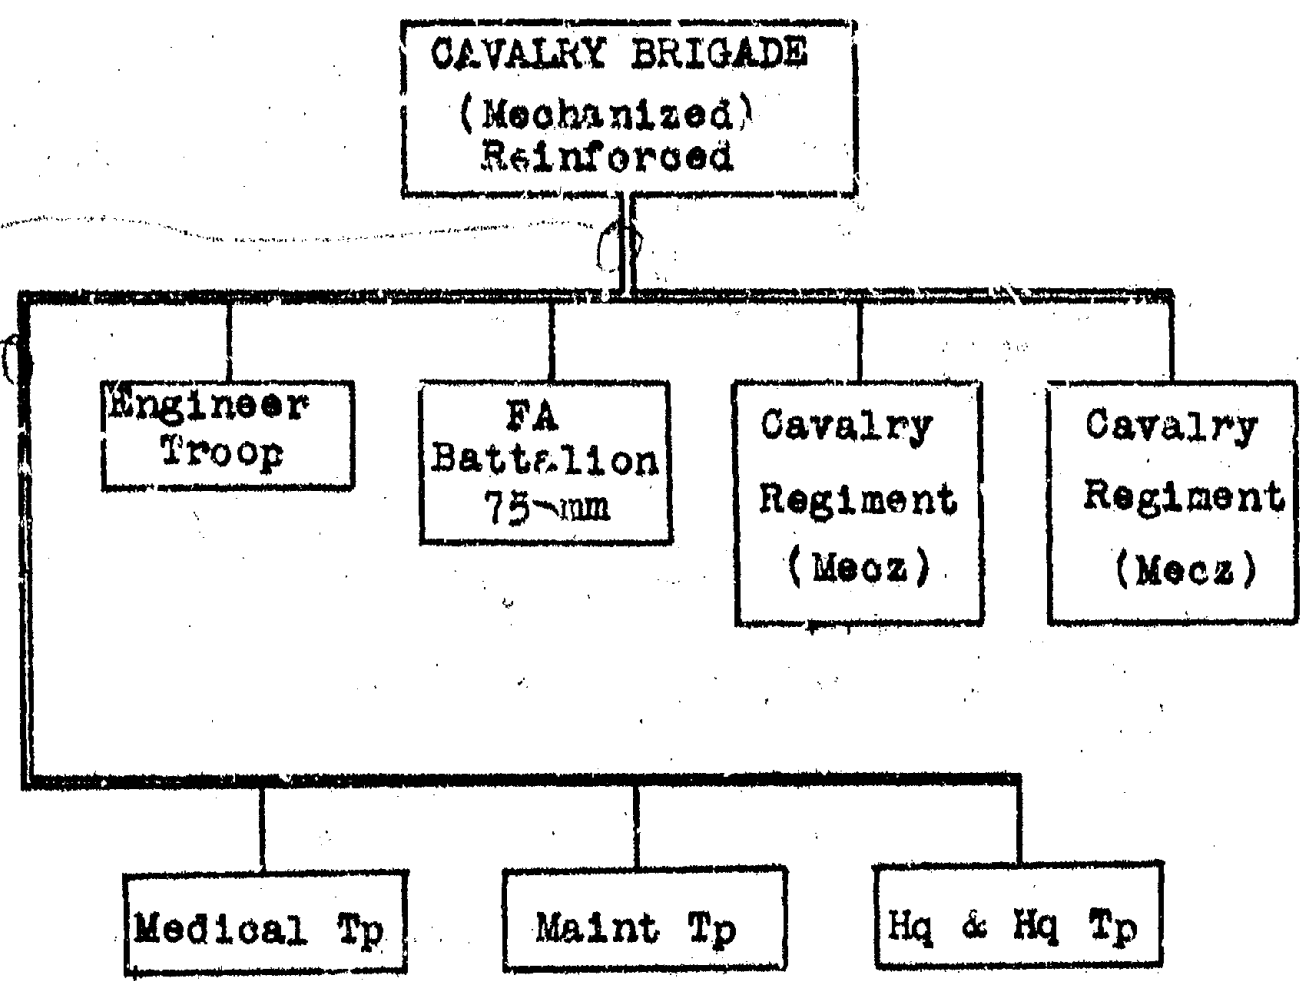 CAVALRY BRIGADE
(Mechanized)
Reinforced
Engineer
Troop
FA
Battalion
75-mm
Cavalry
Regiment
(Mecz)
Cavalry
Regiment
(Mecz)
Medical Tp
Maint Tp
Hq & Hq Tp